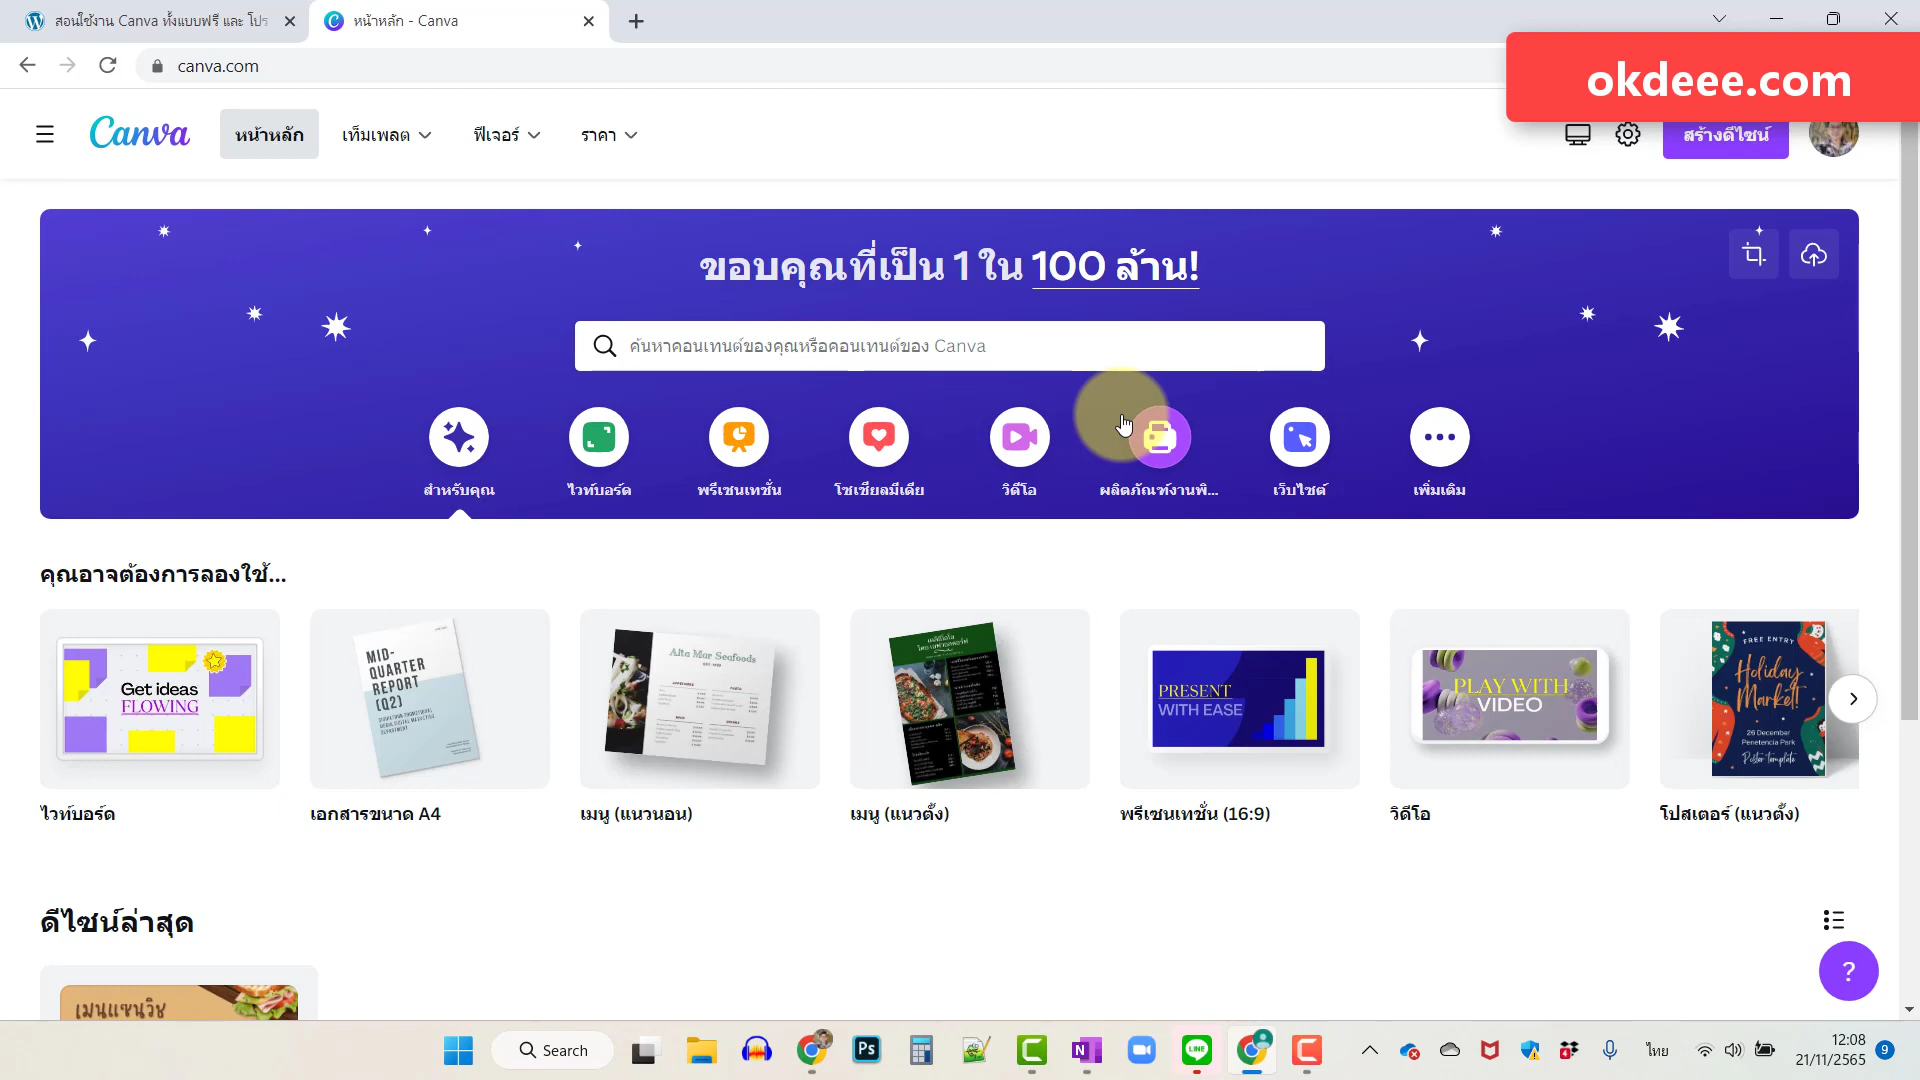 สอนใช้งาน Canva ทั้งแบบฟรี และ โปร
หน้าหลัก - Canva
canva.com
okdeee.com
Canva
หน้าหลัก
เท็มเพลต
ฟีเจอร์
ราคา
สร้างดีไซน์
ขอบคุณที่เป็น 1 ใน 100 ล้าน!
ค้นหาคอนเทนต์ของคุณหรือคอนเทนต์ของ Canva
สำหรับคุณ
ไวท์บอร์ด
พรีเซนเทชั่น
โซเชียลมีเดีย
วิดีโอ
ผลิตภัณฑ์งานพิ...
เว็บไซต์
เพิ่มเติม
คุณอาจต้องการลองใช้...
Get ideas
FLOWING
MID-
QUARTER
REPORT
(Q2)
Alta Mar Seafoods
PRESENT
WITH EASE
PLAY WITH
VIDEO
FREE ENTRY
Holiday
Market!
26 December
Penetencia Park
Poster template
ไวท์บอร์ด
เอกสารขนาด A4
เมนู (แนวนอน)
เมนู (แนวตั้ง)
พรีเซนเทชั่น (16:9)
วิดีโอ
โปสเตอร์ (แนวตั้ง)
ดีไซน์ล่าสุด
?
เมนูแซนวิช
Search
Ps
ไทย
12:08
21/11/2565
9